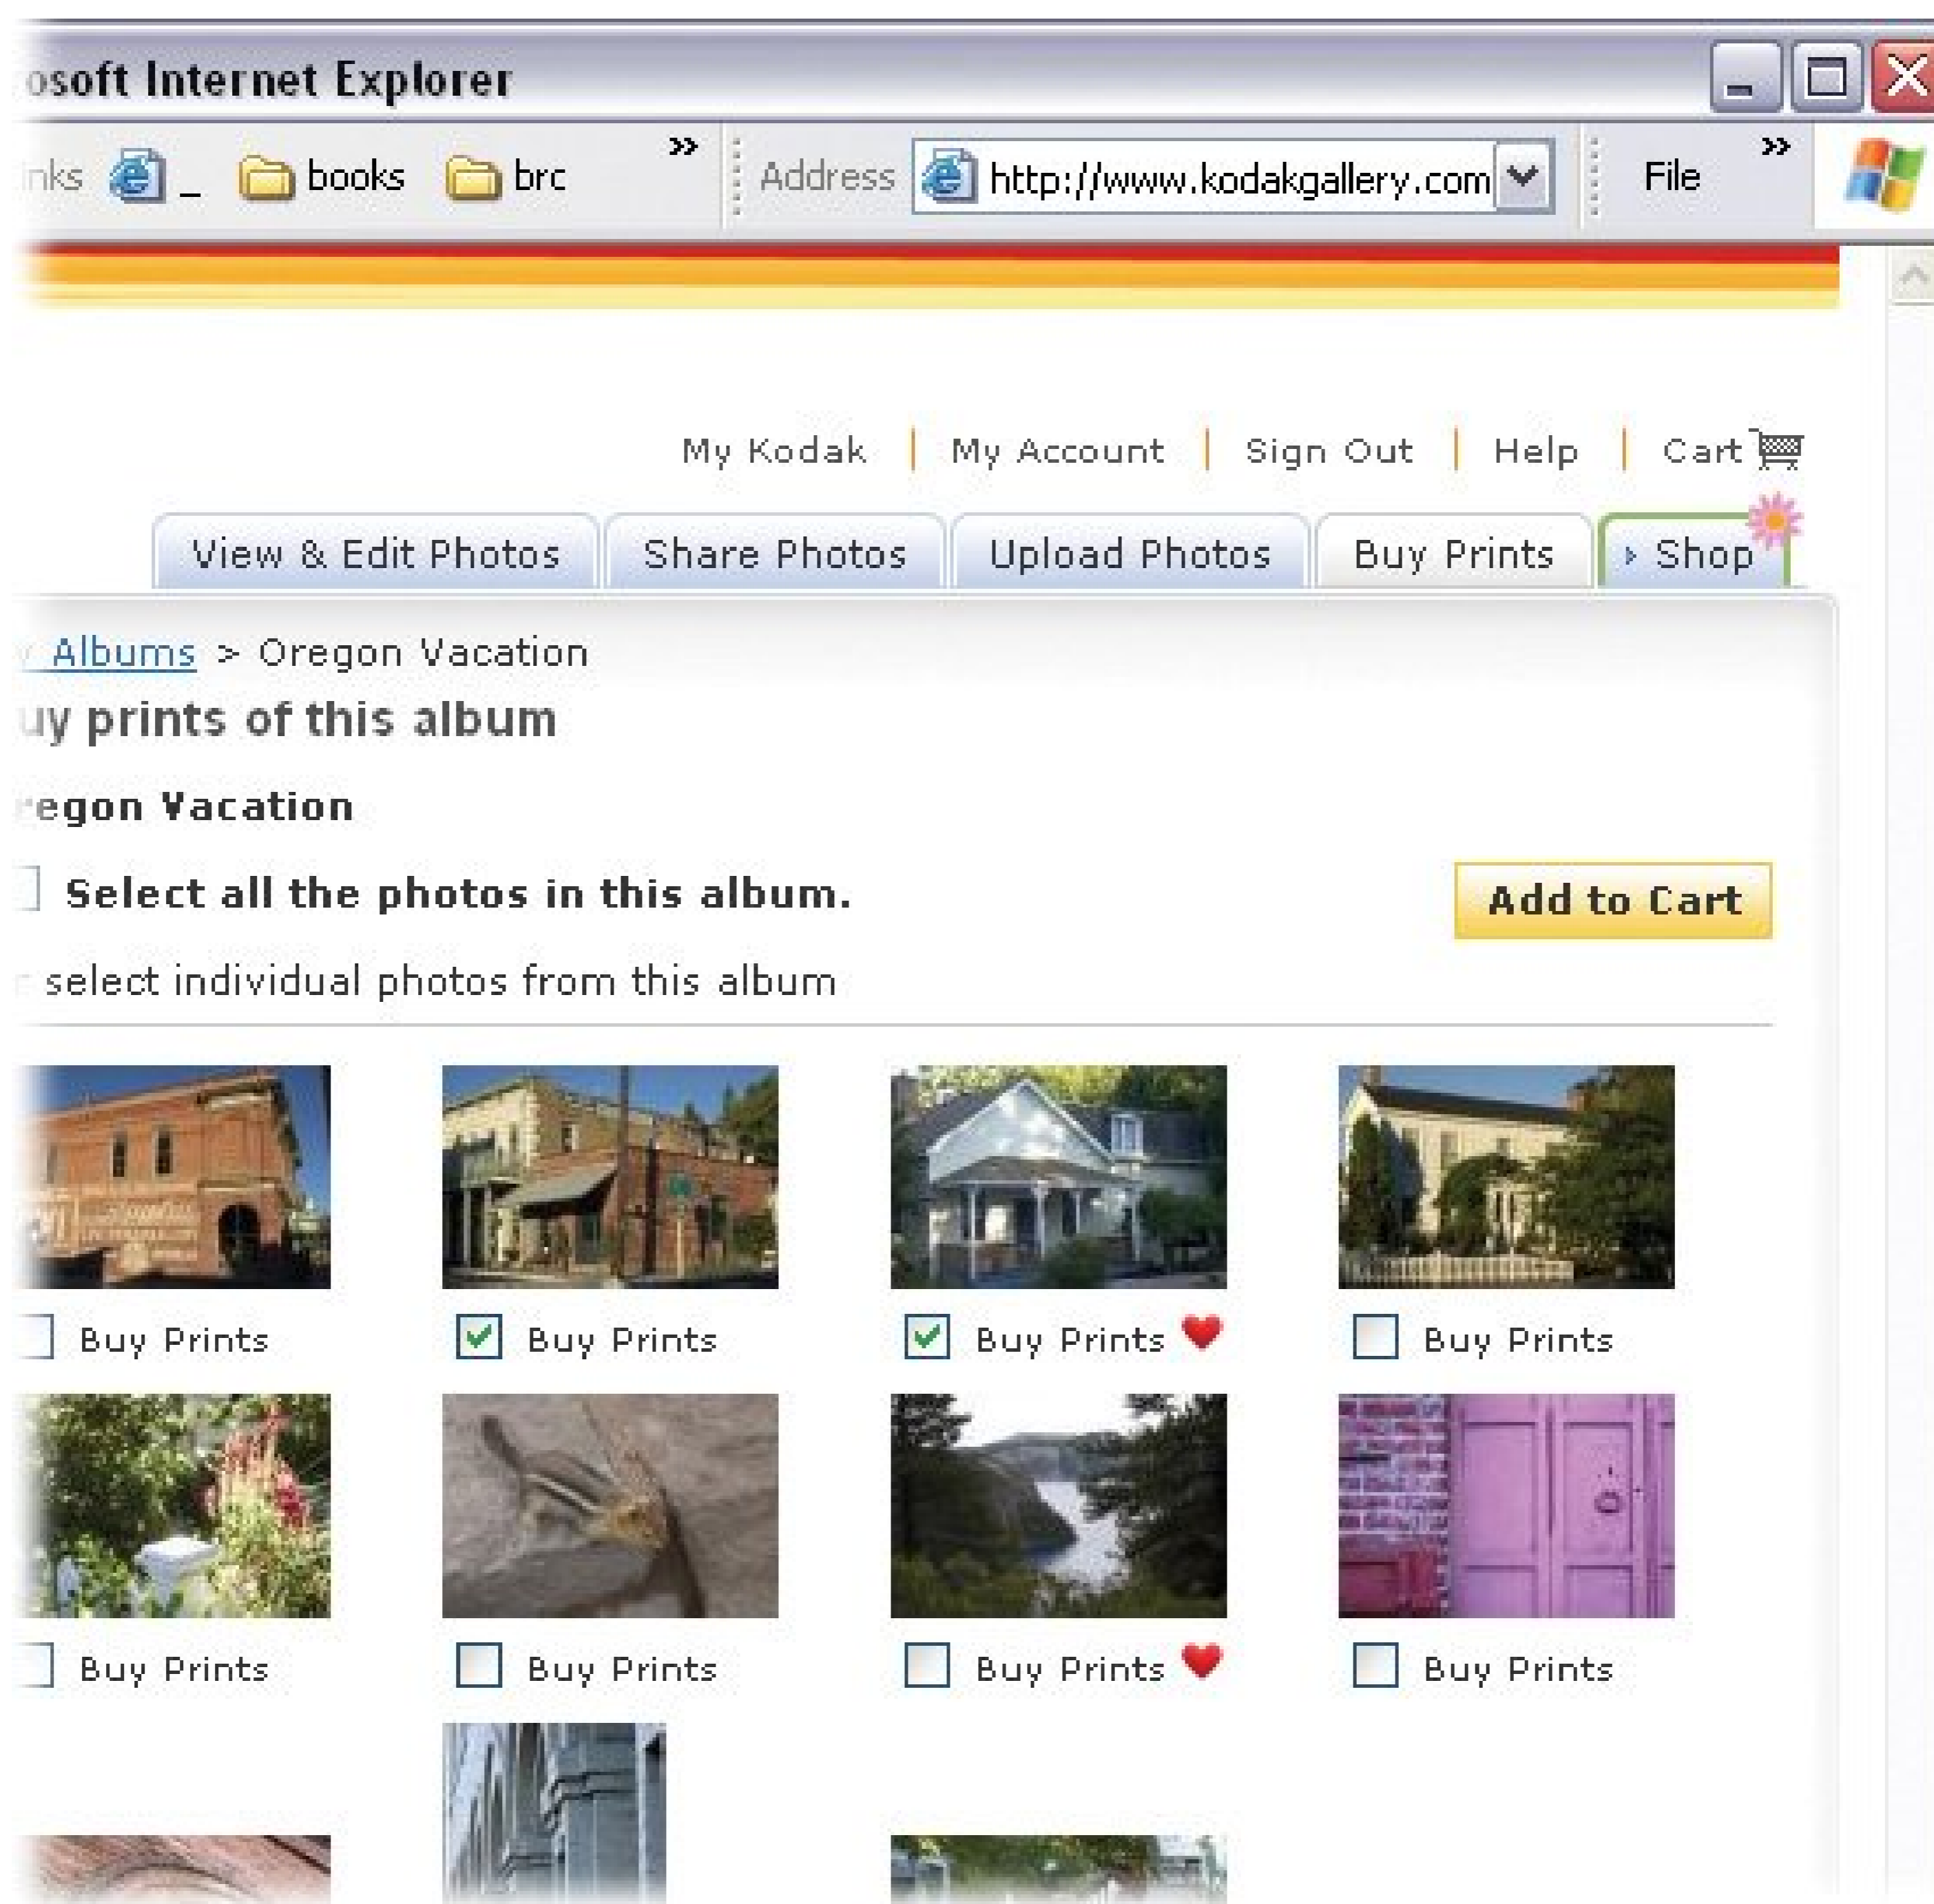 osoft Internet Explorer
inks _ books brc » Address http://www.kodakgallery.com File »
My Kodak | My Account | Sign Out | Help | Cart
View & Edit Photos Share Photos Upload Photos Buy Prints Shop
y Albums > Oregon Vacation
uy prints of this album
regon Vacation
Select all the photos in this album.
Add to Cart
select individual photos from this album
Buy Prints Buy Prints Buy Prints Buy Prints
Buy Prints Buy Prints Buy Prints Buy Prints